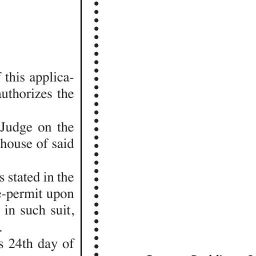 this applica-
authorizes the
Judge on the
house of said
s stated in the
e-permit upon
in such suit,
s 24th day of